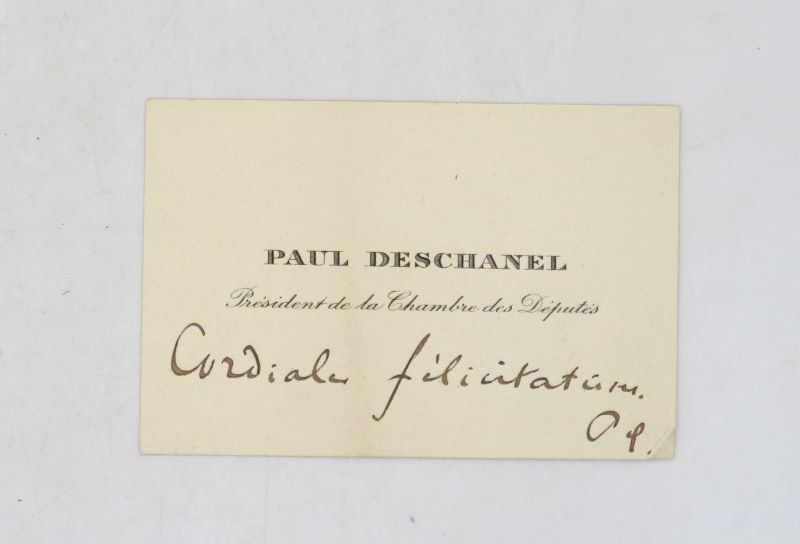 PAUL DESCHANEL
Président de la Chambre des Députés
Cordiales félicitations.
P